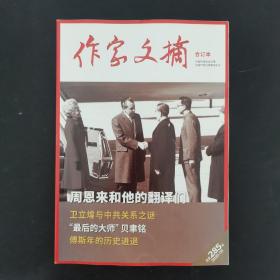 作家文摘
合订本
周恩来和他的翻译们
卫立煌与中共关系之谜
“最后的大师”贝聿铭
傅斯年的历史进退
285